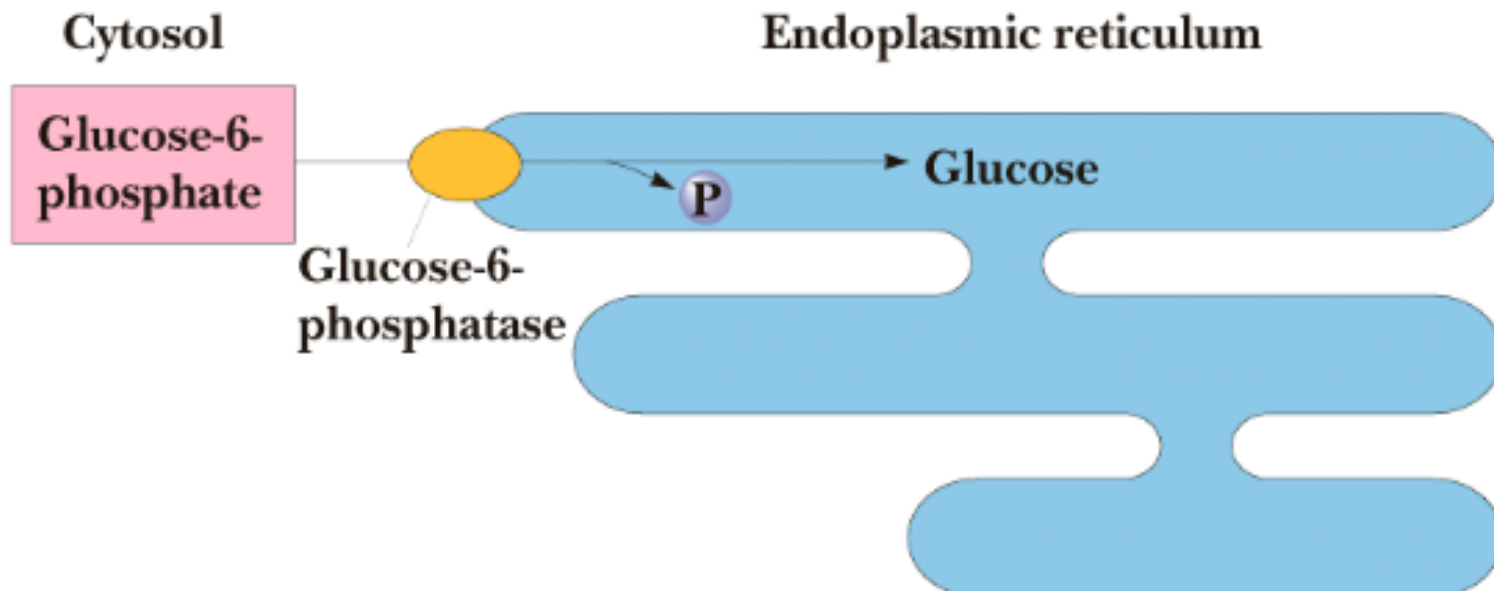 Cytosol
Endoplasmic reticulum
Glucose-6-
phosphate
Glucose
P
Glucose-6-
phosphatase